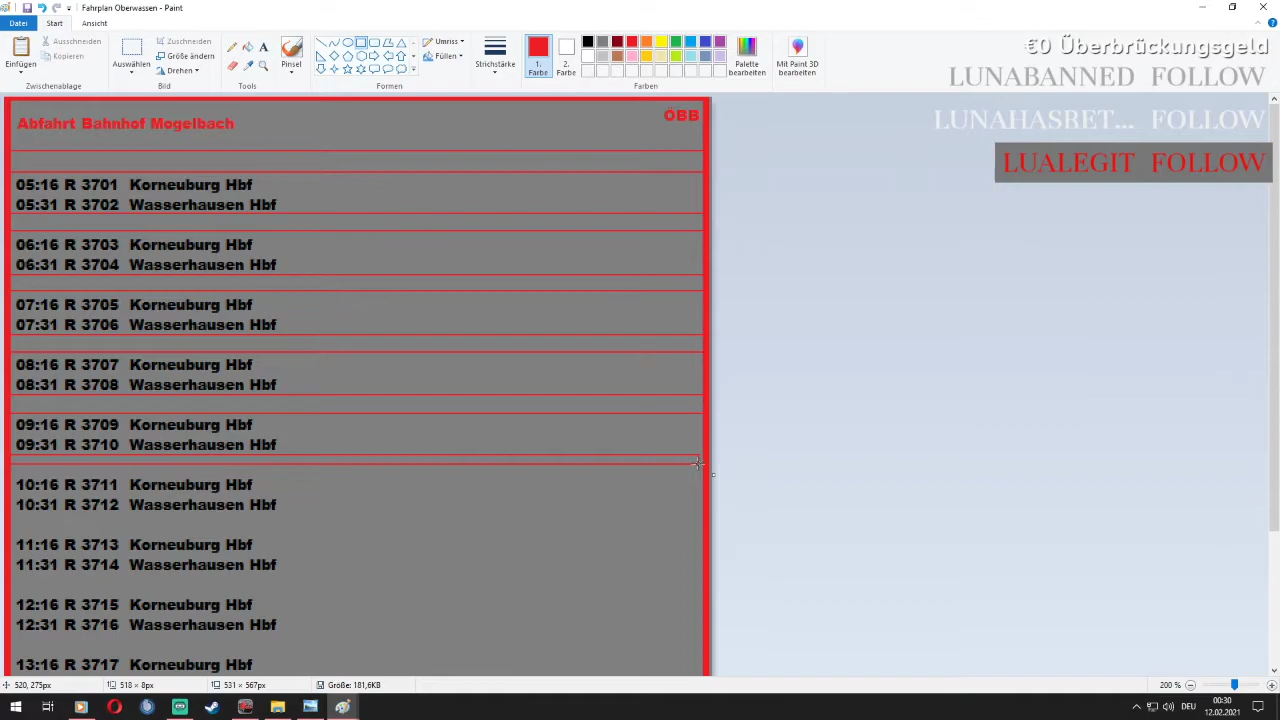 Fahrplan Oberwassen - Paint
Datei Start Ansicht
Einfügen
Ausschneiden
Kopieren
Zwischenablage
Auswählen
Zuschneiden
Größe ändern
Drehen
Bild
Pinsel
Tools
Umriss
Füllen
Formen
Strichstärke
1. Farbe
2. Farbe
Palette bearbeiten
Mit Paint 3D bearbeiten
Farben
€0 Überbrückungsgeld
LUNABANNED FOLLOW
LUNAHASRET... FOLLOW
LUALEGIT FOLLOW
ÖBB
Abfahrt Bahnhof Mogelbach
05:16 R 3701 Korneuburg Hbf
05:31 R 3702 Wasserhausen Hbf
06:16 R 3703 Korneuburg Hbf
06:31 R 3704 Wasserhausen Hbf
07:16 R 3705 Korneuburg Hbf
07:31 R 3706 Wasserhausen Hbf
08:16 R 3707 Korneuburg Hbf
08:31 R 3708 Wasserhausen Hbf
09:16 R 3709 Korneuburg Hbf
09:31 R 3710 Wasserhausen Hbf
10:16 R 3711 Korneuburg Hbf
10:31 R 3712 Wasserhausen Hbf
11:16 R 3713 Korneuburg Hbf
11:31 R 3714 Wasserhausen Hbf
12:16 R 3715 Korneuburg Hbf
12:31 R 3716 Wasserhausen Hbf
13:16 R 3717 Korneuburg Hbf
520, 275px 518 × 8px 531 × 567px Größe: 181,6KB 200 %
DEU 00:30
12.02.2021